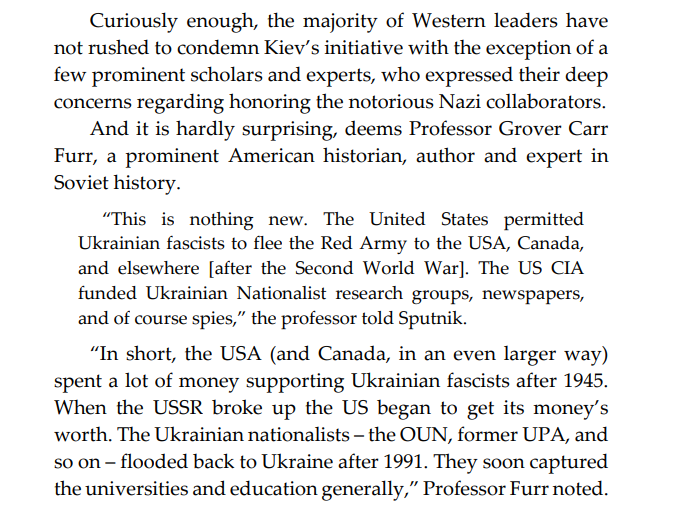 Curiously enough, the majority of Western leaders have
not rushed to condemn Kiev’s initiative with the exception of a
few prominent scholars and experts, who expressed their deep
concerns regarding honoring the notorious Nazi collaborators.
And it is hardly surprising, deems Professor Grover Carr
Furr, a prominent American historian, author and expert in
Soviet history.
“This is nothing new. The United States permitted
Ukrainian fascists to flee the Red Army to the USA, Canada,
and elsewhere [after the Second World War]. The US CIA
funded Ukrainian Nationalist research groups, newspapers,
and of course spies,” the professor told Sputnik.
“In short, the USA (and Canada, in an even larger way)
spent a lot of money supporting Ukrainian fascists after 1945.
When the USSR broke up the US began to get its money’s
worth. The Ukrainian nationalists – the OUN, former UPA, and
so on – flooded back to Ukraine after 1991. They soon captured
the universities and education generally,” Professor Furr noted.